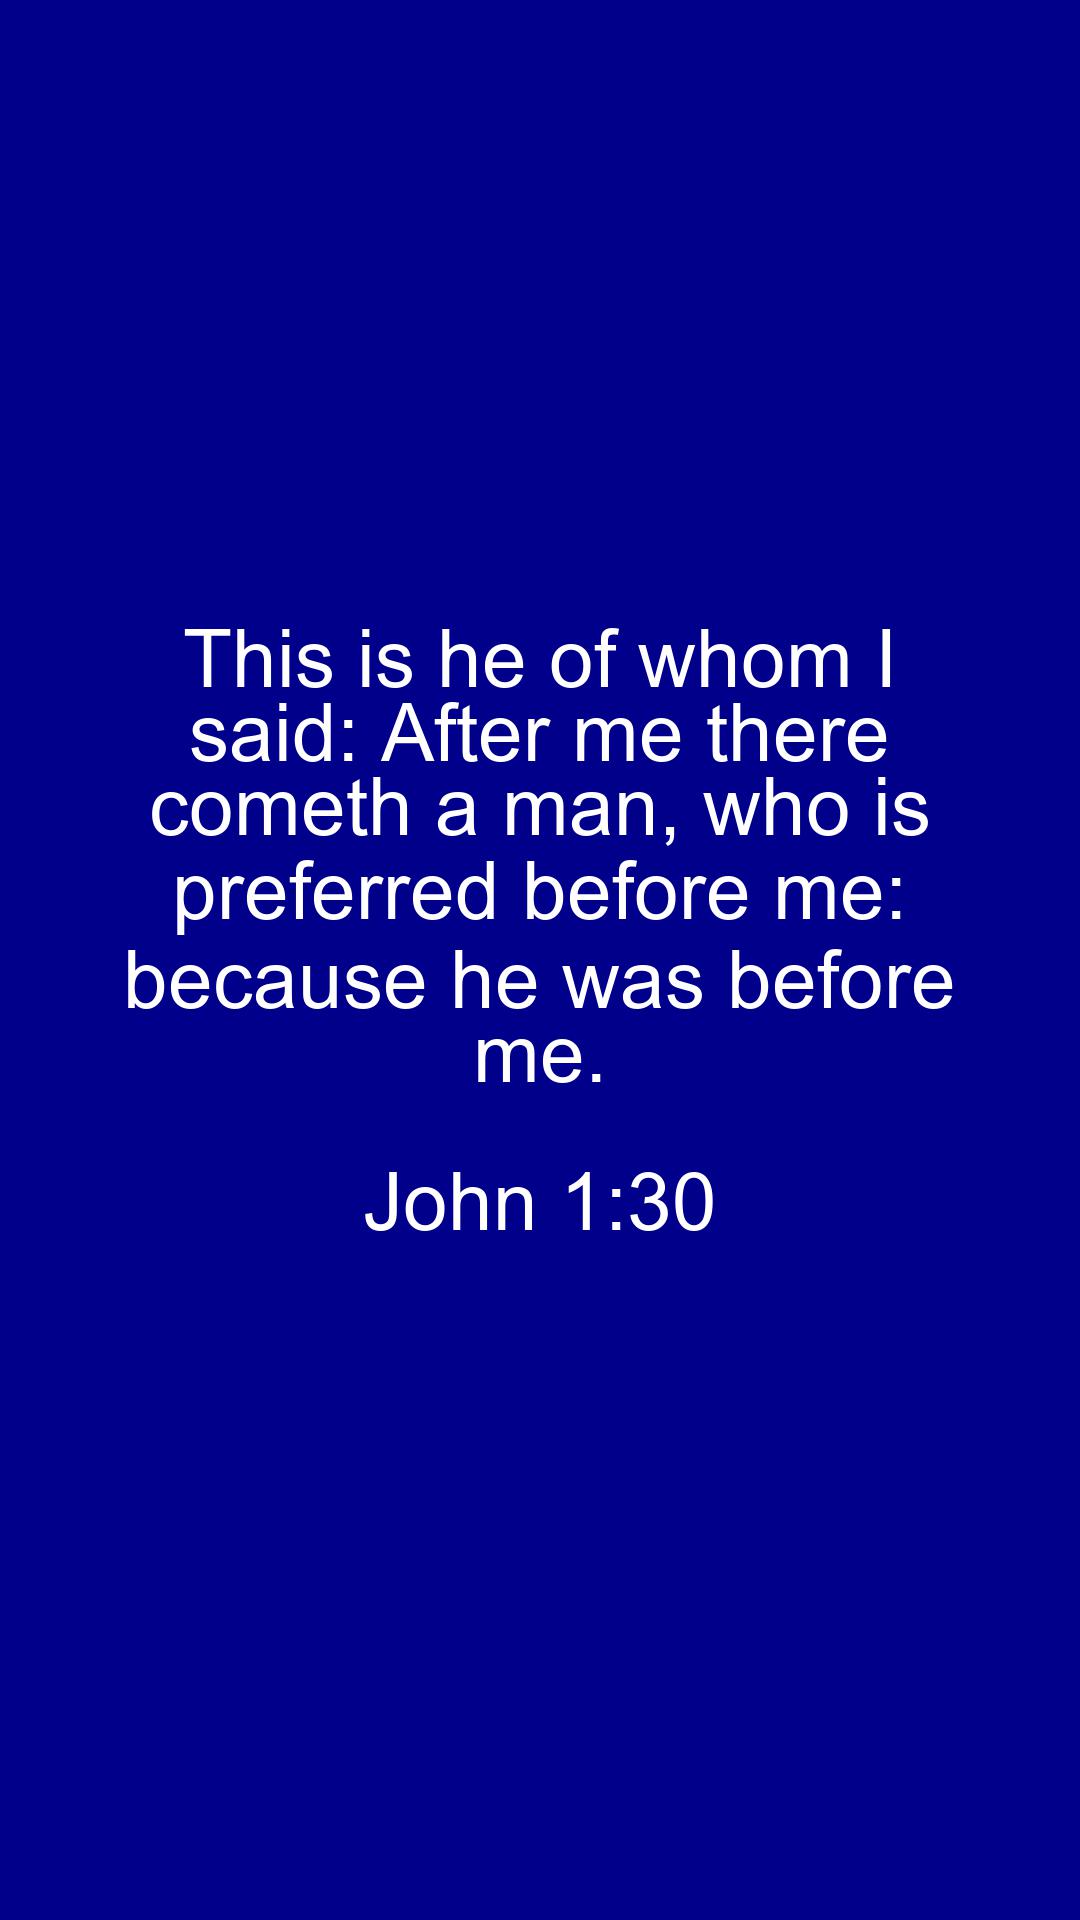 This is he of whom I
said: After me there
cometh a man, who is
preferred before me:
because he was before
me.
John 1:30